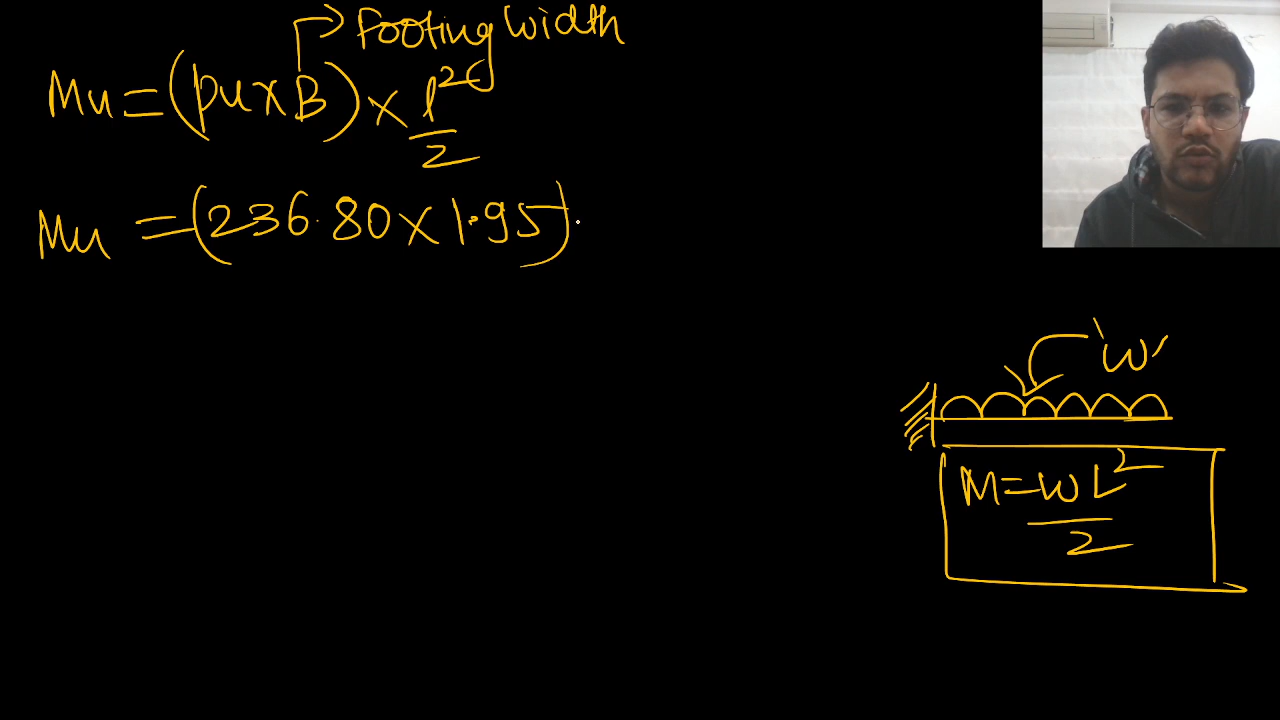 footing width
Mu = (pu x B) x l²/2
Mu = (236.80 x 1.95).
'w'
M = wL²/2